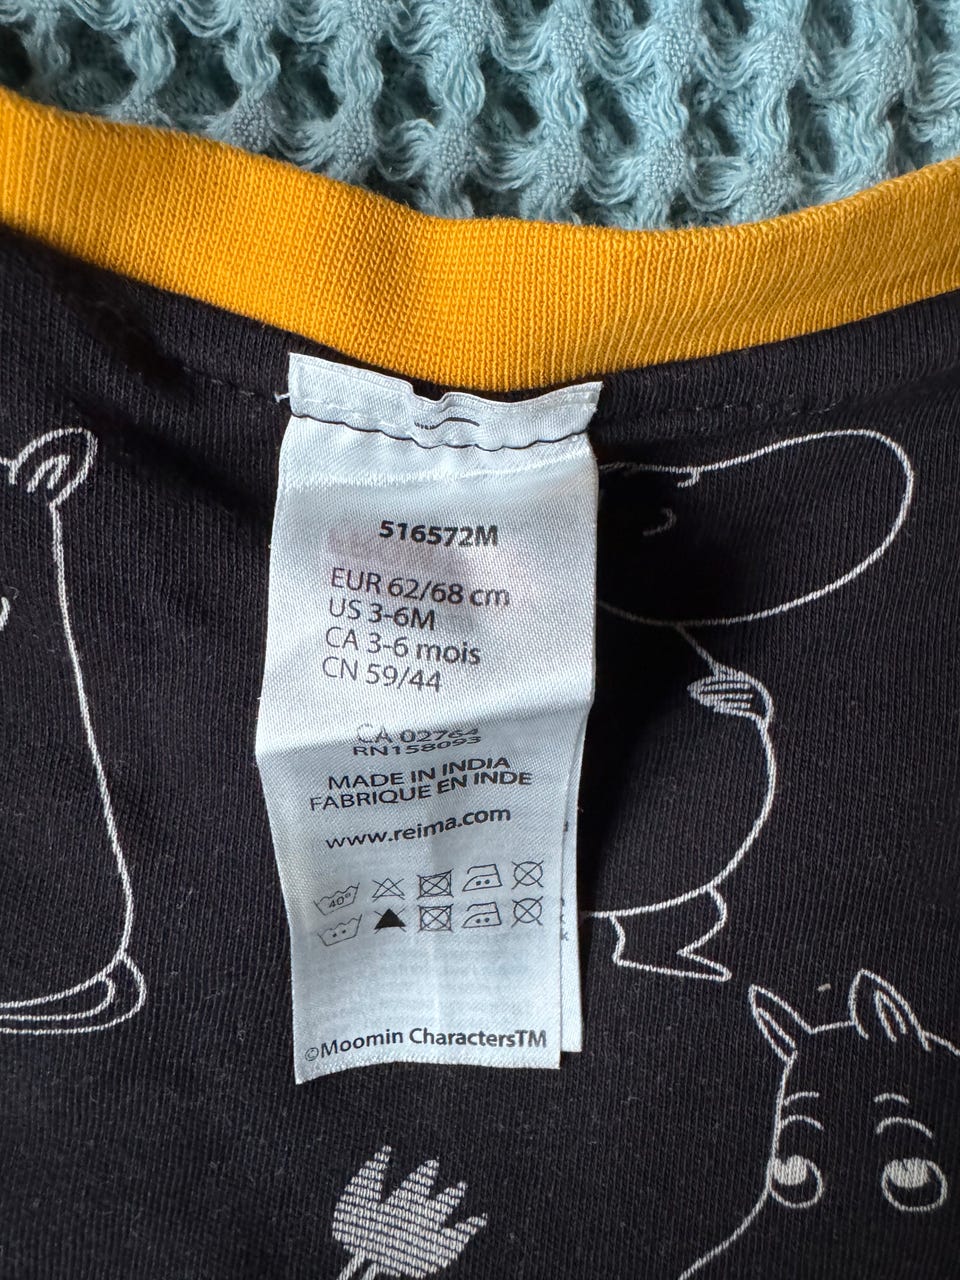 516572M
EUR 62/68 cm
US 3-6M
CA 3-6 mois
CN 59/44
CA 02764
RN158093
MADE IN INDIA
FABRIQUE EN INDE
www.reima.com
40°
©Moomin CharactersTM